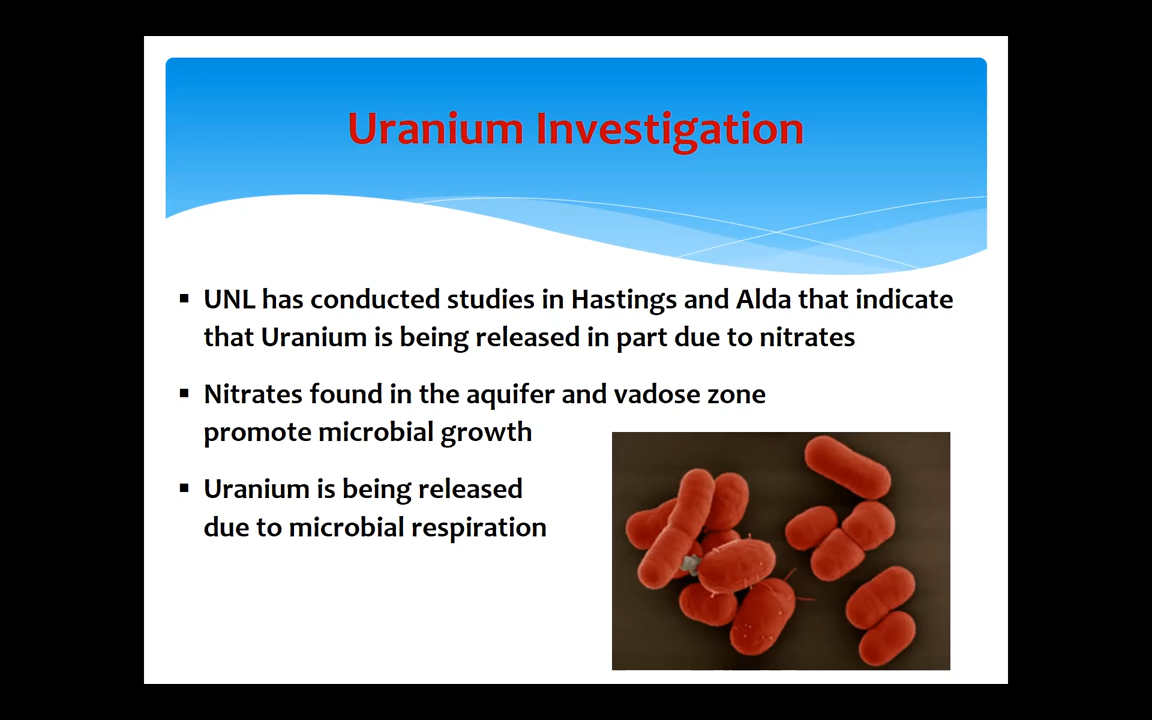 Uranium Investigation
▪ UNL has conducted studies in Hastings and Alda that indicate
that Uranium is being released in part due to nitrates
▪ Nitrates found in the aquifer and vadose zone
promote microbial growth
▪ Uranium is being released
due to microbial respiration